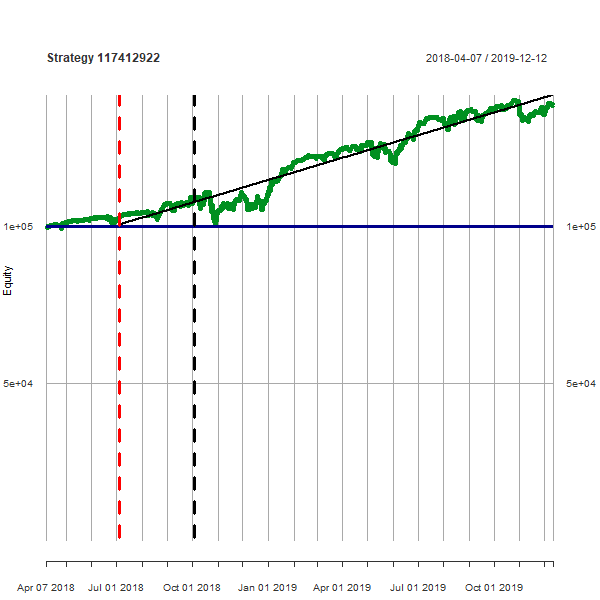 Strategy 117412922 2018-04-07 / 2019-12-12
1e+05 1e+05
Equity
5e+04 5e+04
Apr 07 2018 Jul 01 2018 Oct 01 2018 Jan 01 2019 Apr 01 2019 Jul 01 2019 Oct 01 2019